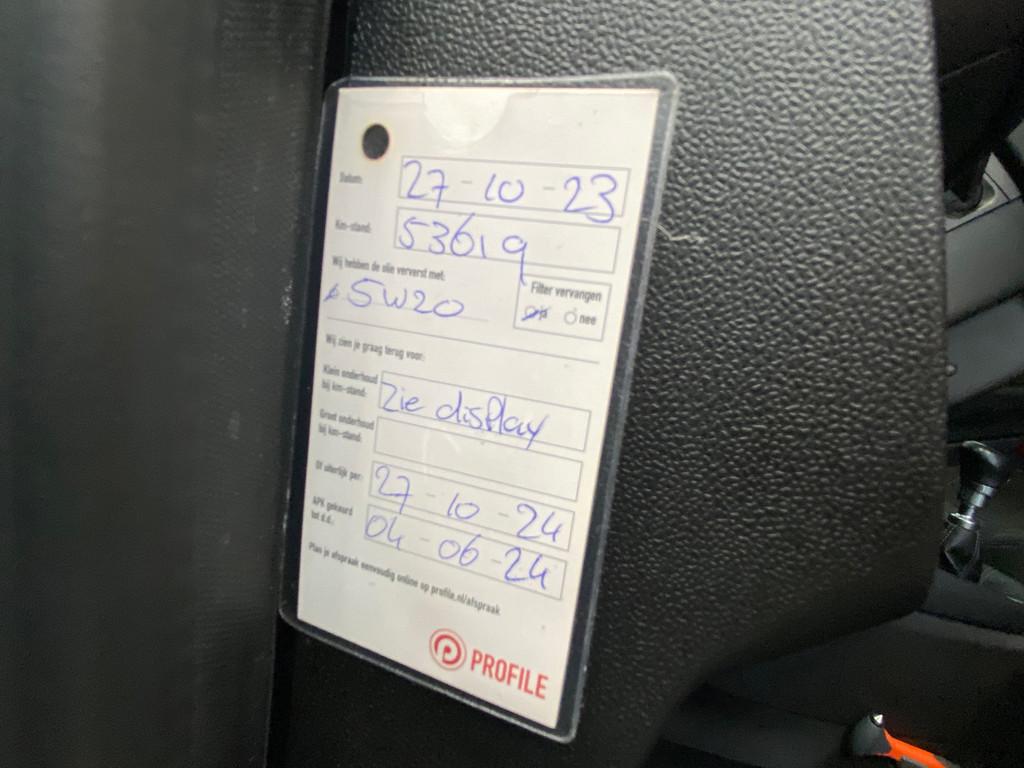 Datum: 27-10-23
Km-stand: 53619
Wij hebben de olie ververst met:
5W20
Filter vervangen
nee
Wij zien je graag terug voor:
Klein onderhoud
bij km-stand: Zie display
Groot onderhoud
bij km-stand:
Of uiterlijk per: 27-10-24
APK gekeurd
tot d.d.: 04-06-24
Plan je afspraak eenvoudig online op profile.nl/afspraak
PROFILE